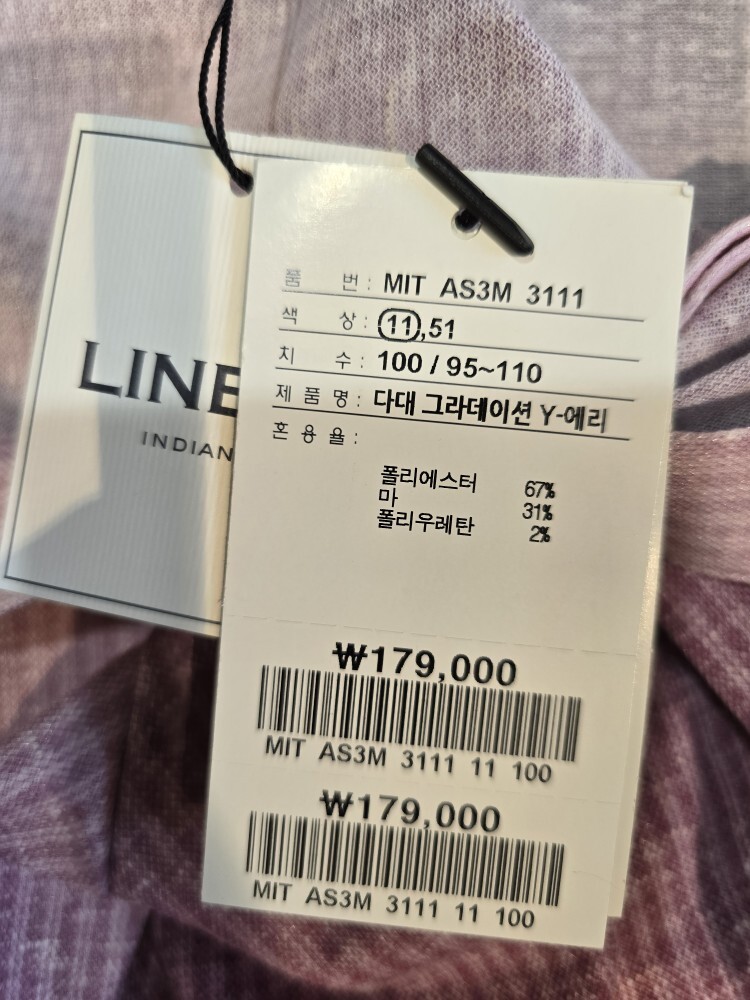 LINE
INDIAN
품 번 : MIT AS3M 3111
색 상 : 11,51
치 수 : 100 / 95~110
제 품 명 : 다대 그라데이션 Y-에리
혼 용 율 :
폴리에스터 67%
마 31%
폴리우레탄 2%
₩179,000
MIT AS3M 3111 11 100
₩179,000
MIT AS3M 3111 11 100